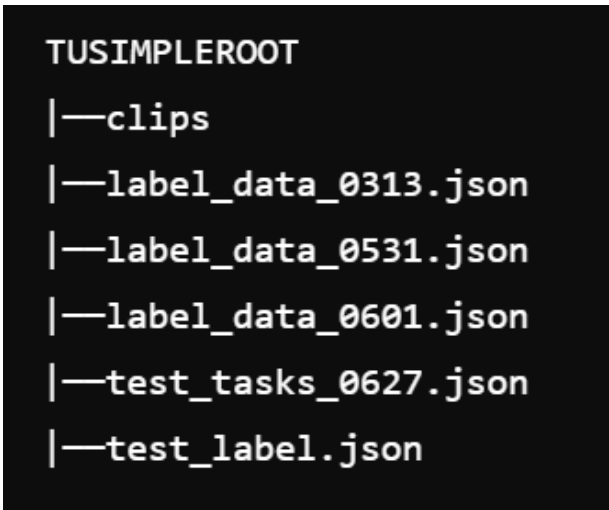 TUSIMPLEROOT
|──clips
|──label_data_0313.json
|──label_data_0531.json
|──label_data_0601.json
|──test_tasks_0627.json
|──test_label.json